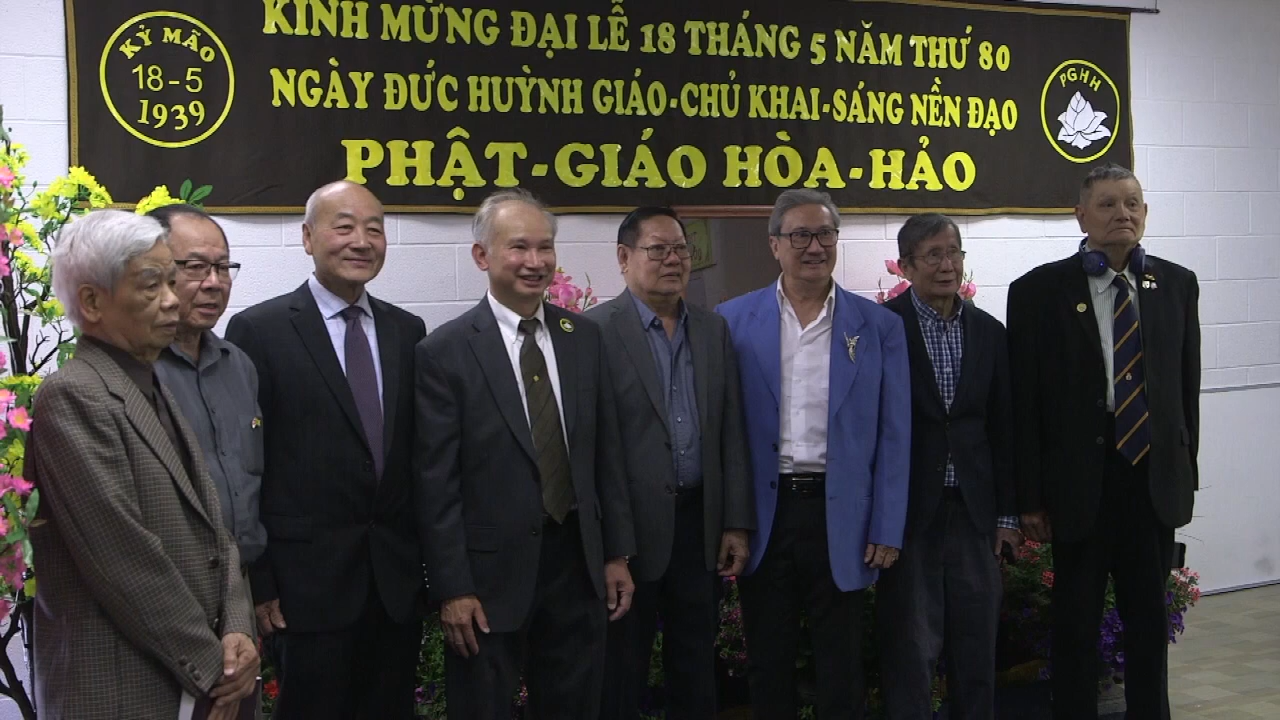 KÍNH MỪNG ĐẠI LỄ 18 THÁNG 5 NĂM THỨ 80
NGÀY ĐỨC HUỲNH GIÁO-CHỦ KHAI-SÁNG NỀN ĐẠO
PHẬT-GIÁO HÒA-HẢO
KỶ MÃO
18-5
1939
PGHH